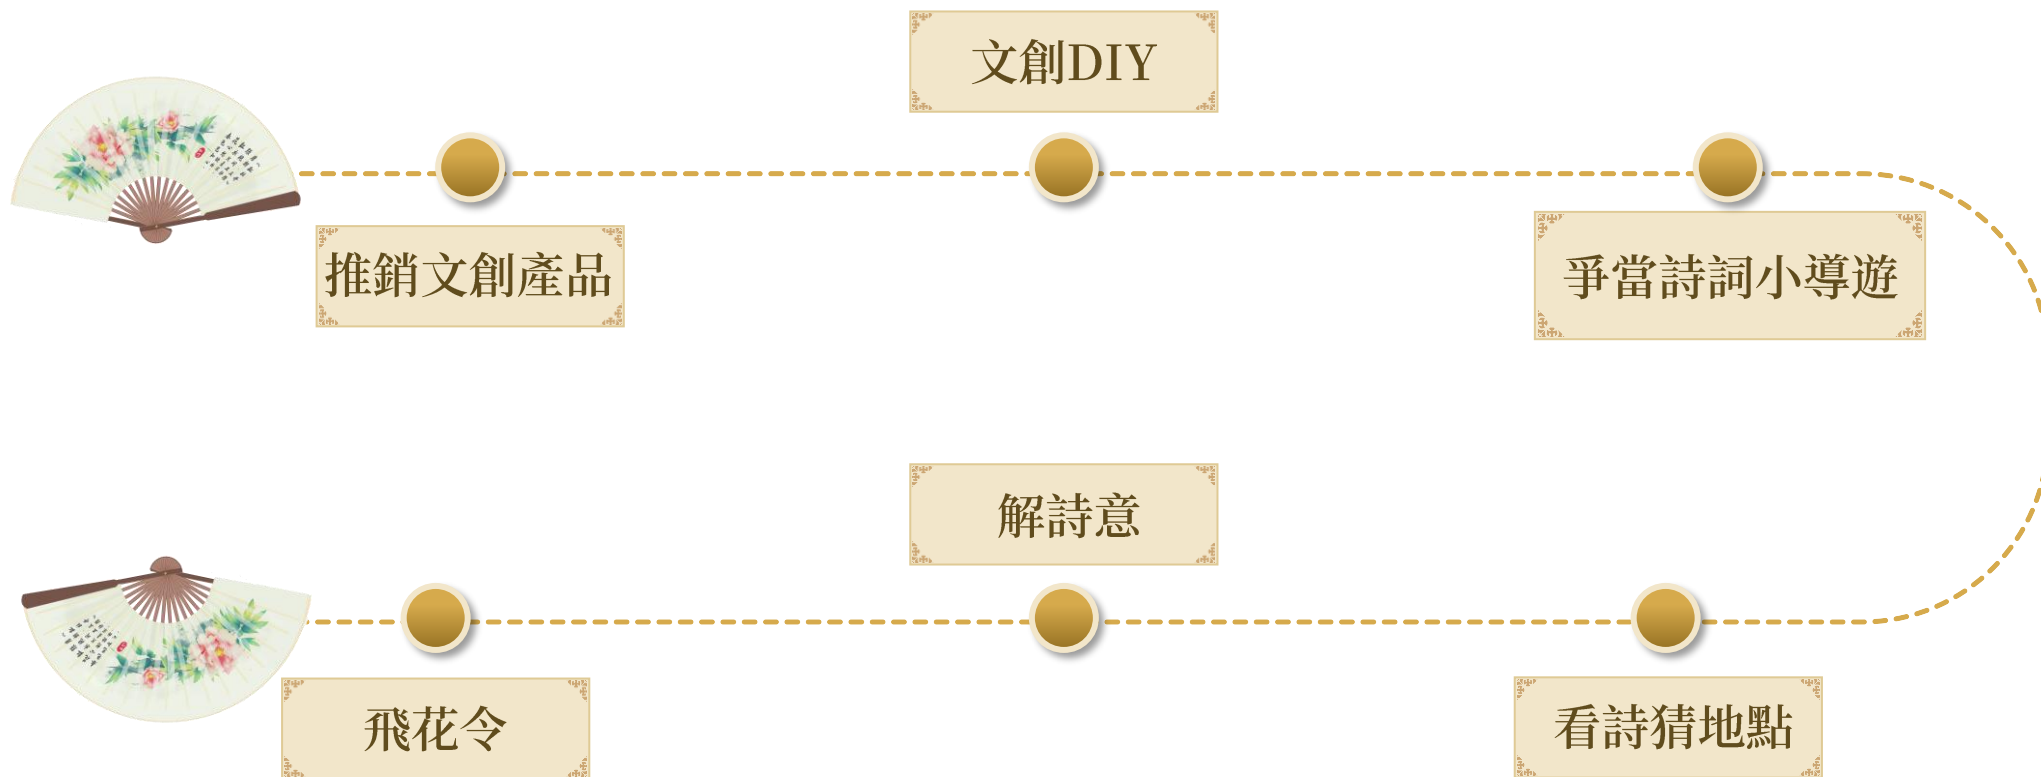 文創DIY
推銷文創產品
爭當詩詞小導遊
解詩意
飛花令
看詩猜地點